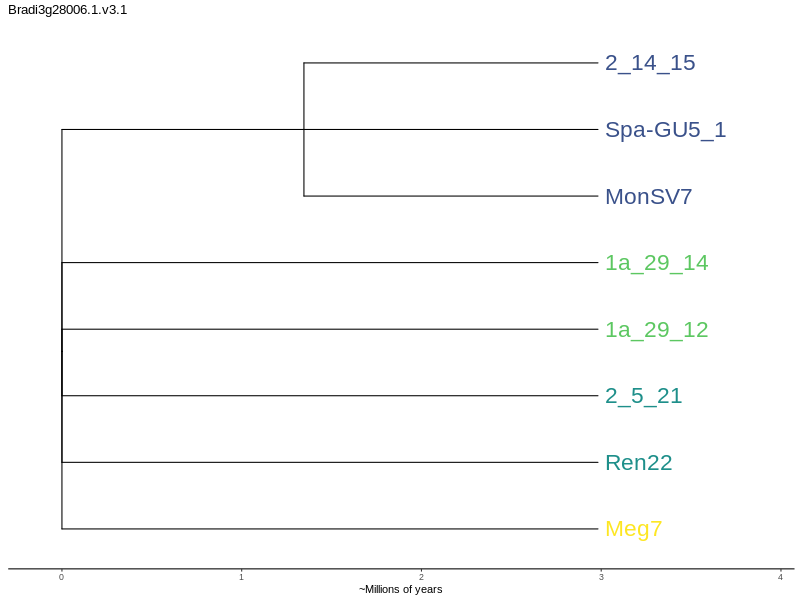 Bradi3g28006.1.v3.1
2_14_15
Spa-GU5_1
MonSV7
1a_29_14
1a_29_12
2_5_21
Ren22
Meg7
0 1 2 3 4
~Millions of years